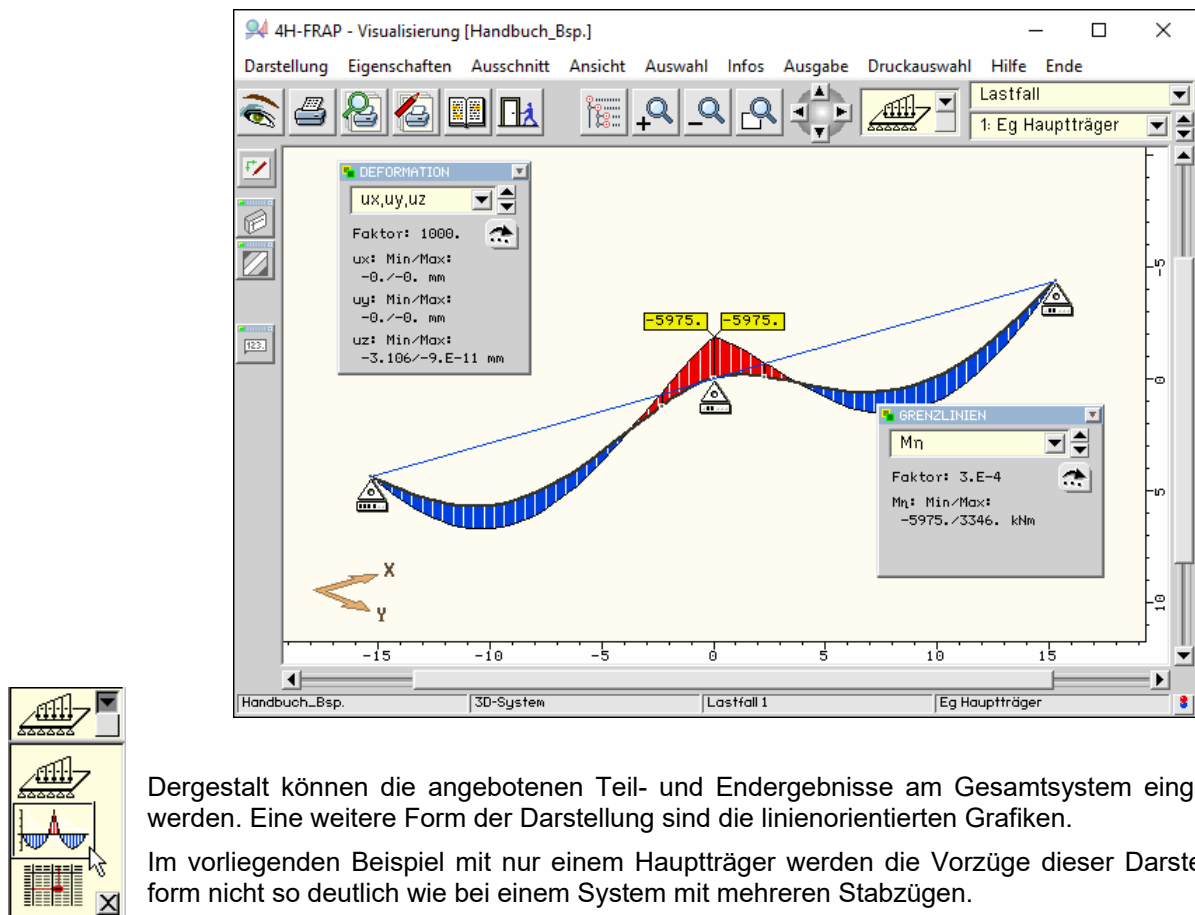 4H-FRAP - Visualisierung [Handbuch_Bsp.]
Darstellung Eigenschaften Ausschnitt Ansicht Auswahl Infos Ausgabe Druckauswahl Hilfe Ende
Lastfall
1: Eg Hauptträger
DEFORMATION
ux,uy,uz
Faktor: 1000.
ux: Min/Max:
-0./-0. mm
uy: Min/Max:
-0./-0. mm
uz: Min/Max:
-3.106/-9.E-11 mm
123.
-5975. -5975.
GRENZLINIEN
Mη
Faktor: 3.E-4
Mη: Min/Max:
-5975./3346. kNm
X
Y
-5
0
5
10
-15 -10 -5 0 5 10 15
Handbuch_Bsp. 3D-System Lastfall 1 Eg Hauptträger
Dergestalt können die angebotenen Teil- und Endergebnisse am Gesamtsystem eing
werden. Eine weitere Form der Darstellung sind die linienorientierten Grafiken.
Im vorliegenden Beispiel mit nur einem Hauptträger werden die Vorzüge dieser Darste
form nicht so deutlich wie bei einem System mit mehreren Stabzügen.